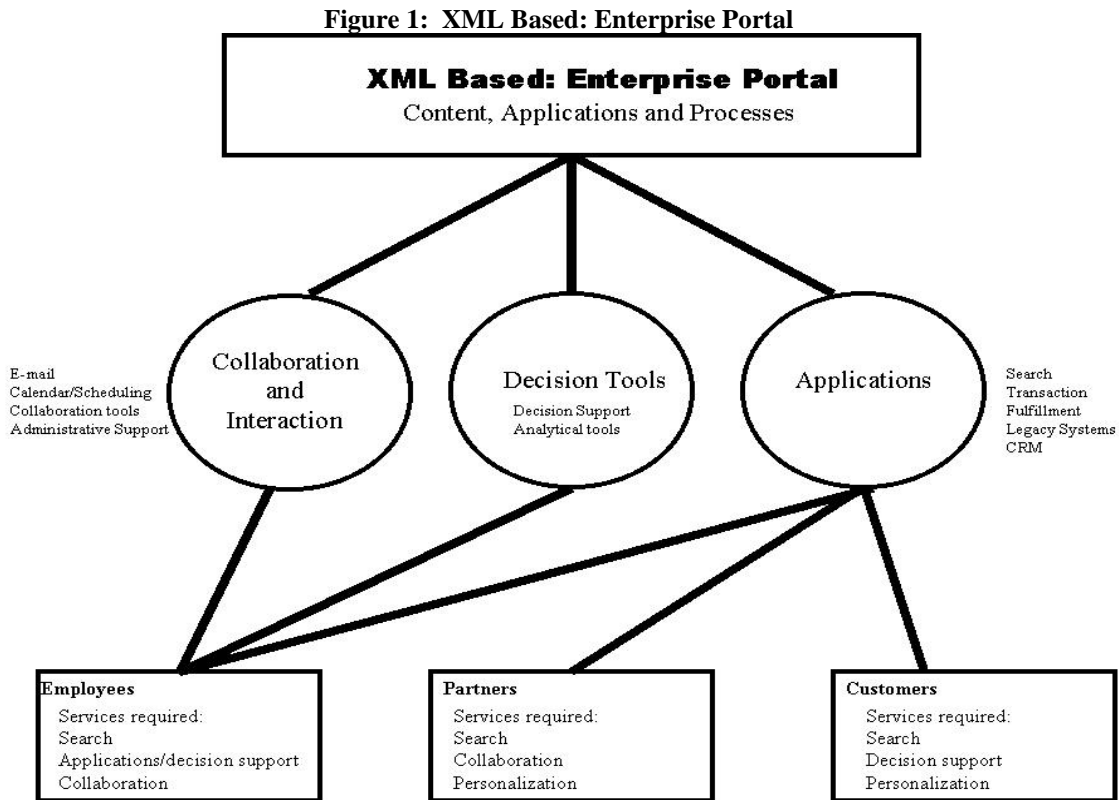 Figure 1: XML Based: Enterprise Portal
XML Based: Enterprise Portal
Content, Applications and Processes
E-mail
Calendar/Scheduling
Collaboration tools
Administrative Support
Collaboration
and
Interaction
Decision Tools
Decision Support
Analytical tools
Applications
Search
Transaction
Fulfillment
Legacy Systems
CRM
Employees
Services required:
Search
Applications/decision support
Collaboration
Partners
Services required:
Search
Collaboration
Personalization
Customers
Services required:
Search
Decision support
Personalization